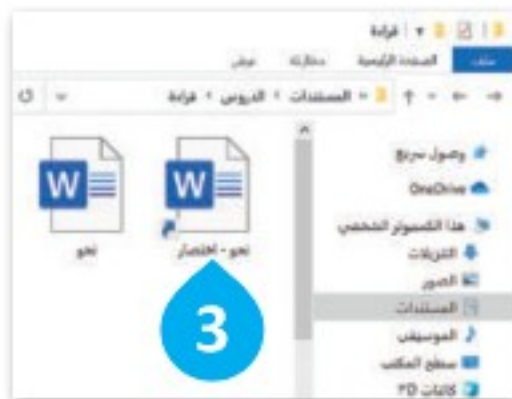 قراءة
ملف الصفحة الرئيسية مشاركة عرض
المستندات › الدروس › قراءة
وصول سريع
OneDrive
هذا الكمبيوتر الشخصي
التنزيلات
الصور
المستندات
الموسيقى
سطح المكتب
كائنات 3D
W
W
نحو - اختصار
نحو
3